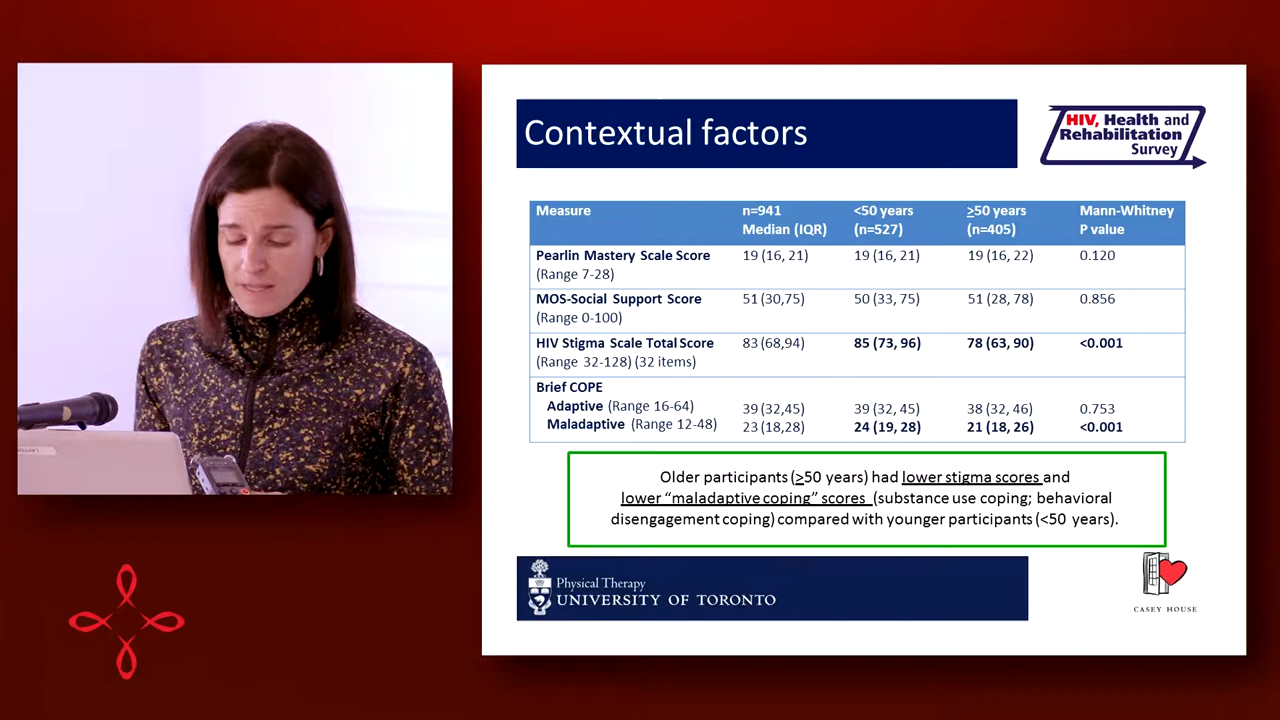 Contextual factors
HIV, Health and
Rehabilitation
Survey
Measure n=941 <50 years ≥50 years Mann-Whitney
Median (IQR) (n=527) (n=405) P value
Pearlin Mastery Scale Score 19 (16, 21) 19 (16, 21) 19 (16, 22) 0.120
(Range 7-28)
MOS-Social Support Score 51 (30,75) 50 (33, 75) 51 (28, 78) 0.856
(Range 0-100)
HIV Stigma Scale Total Score 83 (68,94) 85 (73, 96) 78 (63, 90) <0.001
(Range 32-128) (32 items)
Brief COPE
Adaptive (Range 16-64) 39 (32,45) 39 (32, 45) 38 (32, 46) 0.753
Maladaptive (Range 12-48) 23 (18,28) 24 (19, 28) 21 (18, 26) <0.001
Older participants (≥50 years) had lower stigma scores and
lower “maladaptive coping” scores (substance use coping; behavioral
disengagement coping) compared with younger participants (<50 years).
Physical Therapy
UNIVERSITY OF TORONTO
CASEY HOUSE